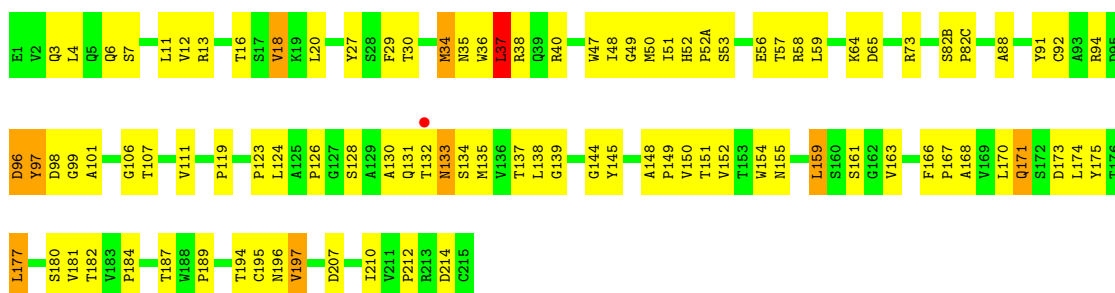 E1 V2 Q3 L4 Q5 Q6 S7 L11 V12 R13 T16 S17 V18 K19 L20 Y27 S28 F29 T30 M34 N35 W36 L37 R38 Q39 R40 W47 I48 G49 M50 I51 H52 P52A S53 E56 T57 R58 L59 K64 D65 R73 S82B P82C A88 Y91 C92 A93 R94 D95
D96 Y97 D98 G99 A101 G106 T107 V111 P119 P123 L124 A125 P126 G127 S128 A129 A130 Q131 T132 N133 S134 M135 V136 T137 L138 G139 G144 Y145 A148 P149 V150 T151 V152 T153 W154 N155 L159 S160 S161 G162 V163 F166 P167 A168 V169 L170 Q171 S172 D173 L174 Y175 T176
L177 S180 V181 T182 V183 P184 T187 W188 P189 T194 C195 N196 V197 D207 I210 V211 P212 R213 D214 C215